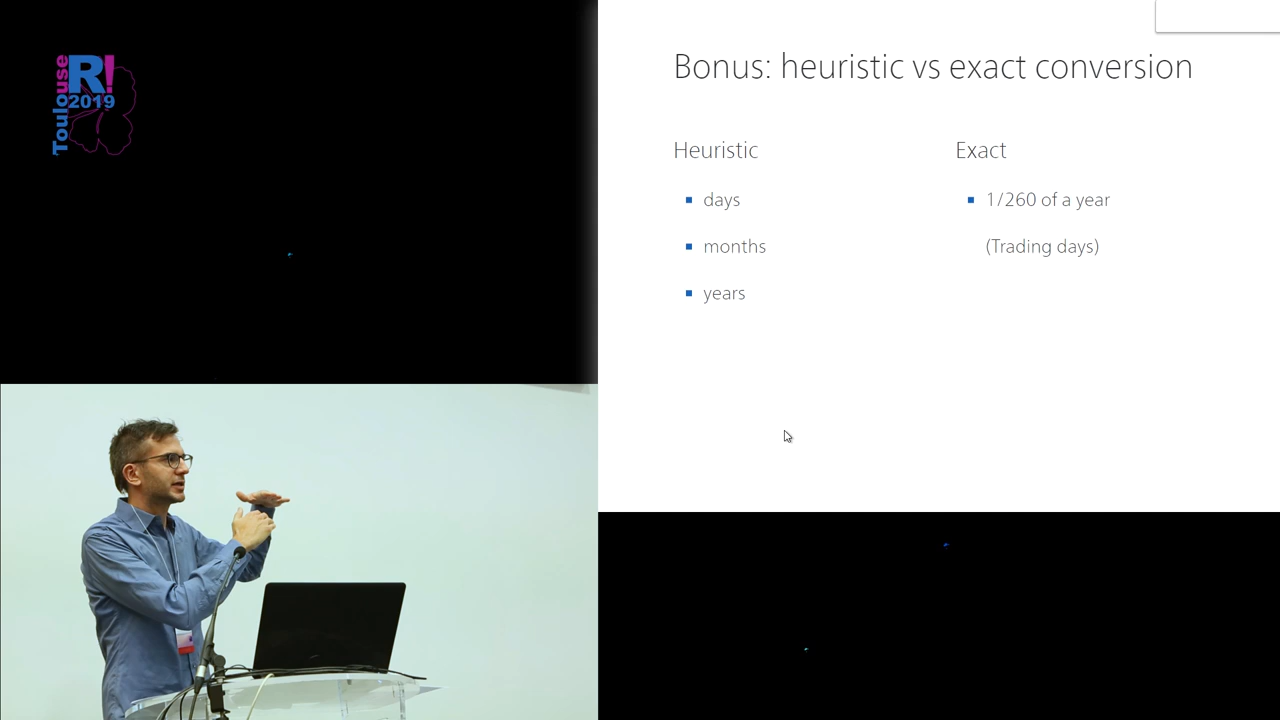 Toulouse
R!
2019
Bonus: heuristic vs exact conversion
Heuristic
days
months
years
Exact
1/260 of a year
(Trading days)